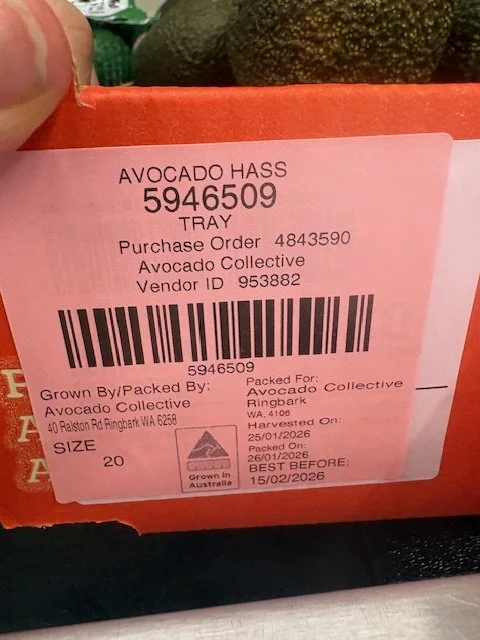 AVOCADO HASS
5946509
TRAY
Purchase Order 4843590
Avocado Collective
Vendor ID 953882
5946509
Grown By/Packed By:
Avocado Collective
40 Ralston Rd Ringbark WA 6258
SIZE
20
Grown in
Australia
Packed For:
Avocado Collective
Ringbark
WA, 4106
Harvested On:
25/01/2026
Packed On:
26/01/2026
BEST BEFORE:
15/02/2026